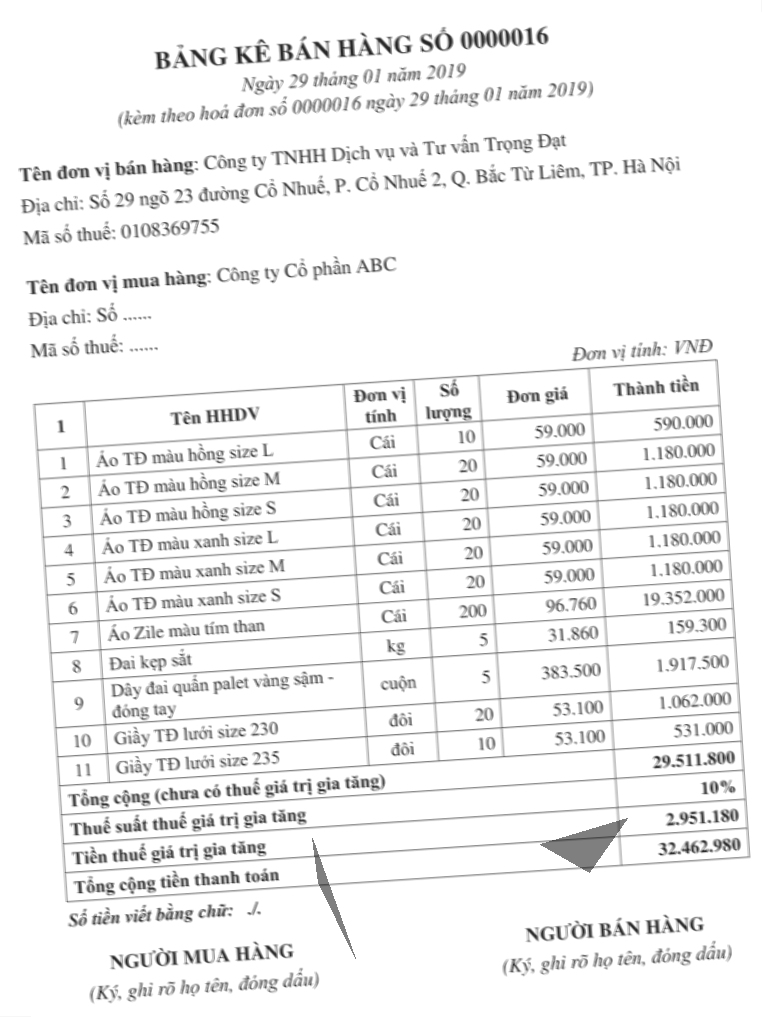 BẢNG KÊ BÁN HÀNG SỐ 0000016
Ngày 29 tháng 01 năm 2019
(kèm theo hoá đơn số 0000016 ngày 29 tháng 01 năm 2019)
Tên đơn vị bán hàng: Công ty TNHH Dịch vụ và Tư vấn Trọng Đạt
Địa chỉ: Số 29 ngõ 23 đường Cổ Nhuế, P. Cổ Nhuế 2, Q. Bắc Từ Liêm, TP. Hà Nội
Mã số thuế: 0108369755
Tên đơn vị mua hàng: Công ty Cổ phần ABC
Địa chỉ: Số ......
Mã số thuế: ......
Đơn vị tính: VNĐ
1 Tên HHDV Đơn vị tính Số lượng Đơn giá Thành tiền
1 Áo TĐ màu hồng size L Cái 10 59.000 590.000
2 Áo TĐ màu hồng size M Cái 20 59.000 1.180.000
3 Áo TĐ màu hồng size S Cái 20 59.000 1.180.000
4 Áo TĐ màu xanh size L Cái 20 59.000 1.180.000
5 Áo TĐ màu xanh size M Cái 20 59.000 1.180.000
6 Áo TĐ màu xanh size S Cái 20 59.000 1.180.000
7 Áo Zile màu tím than Cái 200 96.760 19.352.000
8 Đai kẹp sắt kg 5 31.860 159.300
9 Dây đai quấn palet vàng sậm - đóng tay cuộn 5 383.500 1.917.500
10 Giầy TĐ lưới size 230 đôi 20 53.100 1.062.000
11 Giầy TĐ lưới size 235 đôi 10 53.100 531.000
Tổng cộng (chưa có thuế giá trị gia tăng) 29.511.800
Thuế suất thuế giá trị gia tăng 10%
Tiền thuế giá trị gia tăng 2.951.180
Tổng cộng tiền thanh toán 32.462.980
Số tiền viết bằng chữ: ./.
NGƯỜI MUA HÀNG NGƯỜI BÁN HÀNG
(Ký, ghi rõ họ tên, đóng dấu) (Ký, ghi rõ họ tên, đóng dấu)